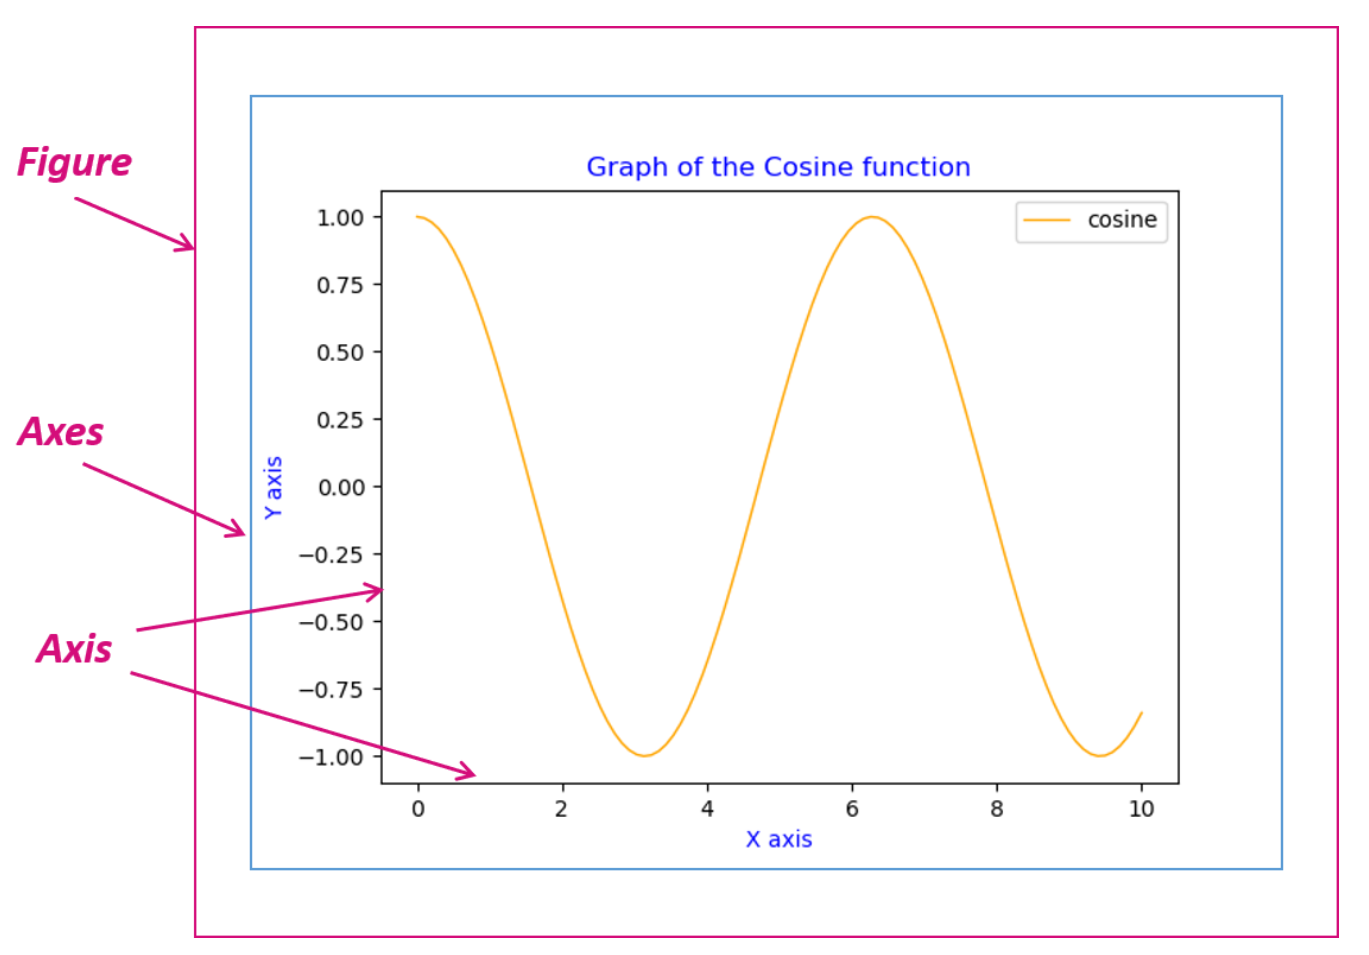 Figure
Axes
Axis
Graph of the Cosine function
cosine
Y axis
1.00
0.75
0.50
0.25
0.00
−0.25
−0.50
−0.75
−1.00
0 2 4 6 8 10
X axis